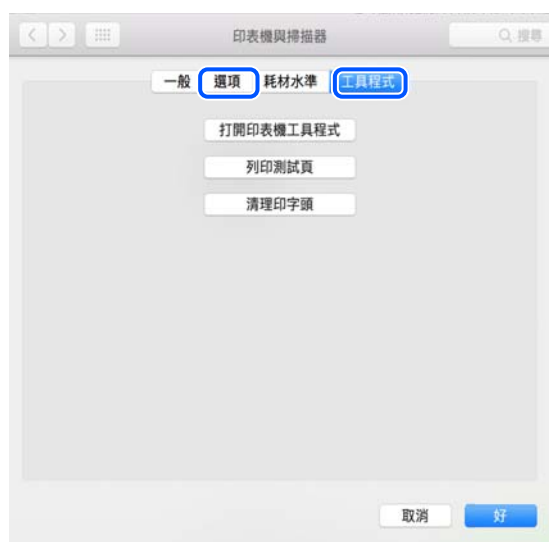 印表機與掃描器
搜尋
一般 選項 耗材水準 工具程式
打開印表機工具程式
列印測試頁
清理印字頭
取消 好